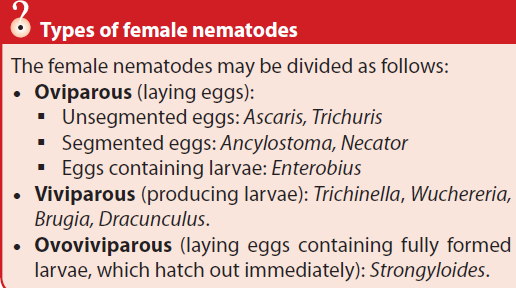 Types of female nematodes
The female nematodes may be divided as follows:
• Oviparous (laying eggs):
▪ Unsegmented eggs: Ascaris, Trichuris
▪ Segmented eggs: Ancylostoma, Necator
▪ Eggs containing larvae: Enterobius
• Viviparous (producing larvae): Trichinella, Wuchereria,
Brugia, Dracunculus.
• Ovoviviparous (laying eggs containing fully formed
larvae, which hatch out immediately): Strongyloides.